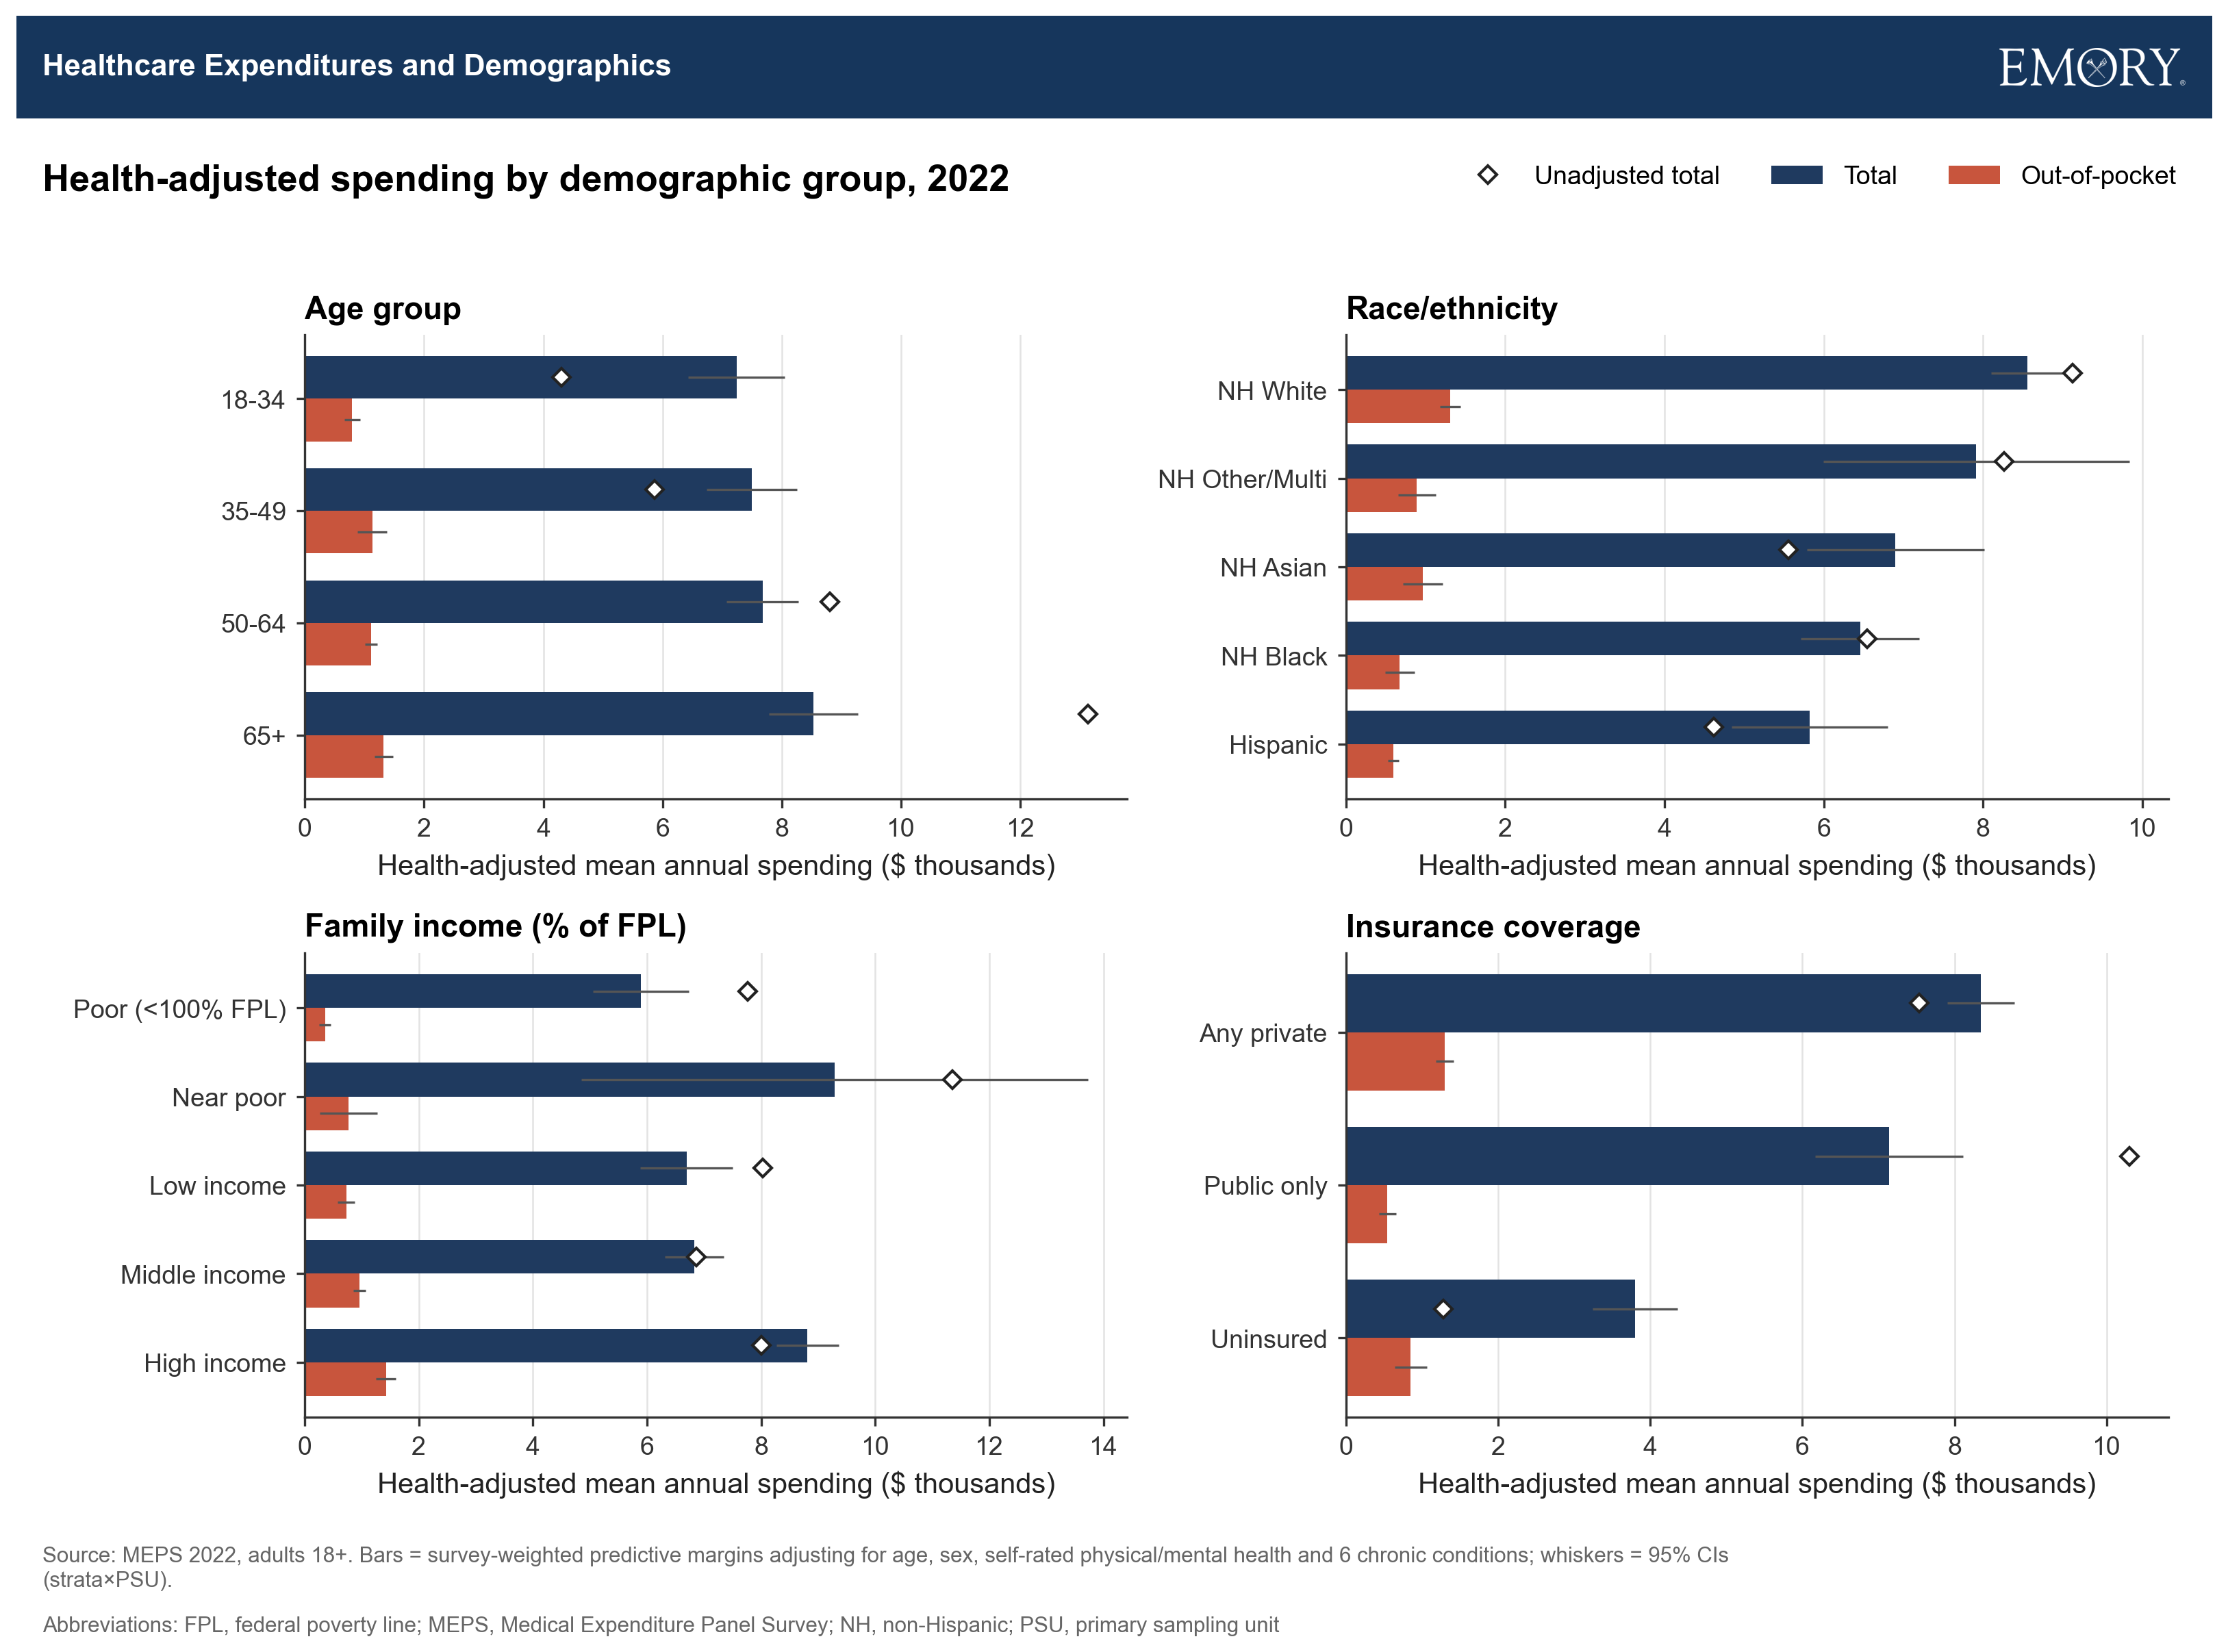 Healthcare Expenditures and Demographics
EMORY®
Health-adjusted spending by demographic group, 2022
Unadjusted total
Total
Out-of-pocket
Age group
18-34
35-49
50-64
65+
0 2 4 6 8 10 12
Health-adjusted mean annual spending ($ thousands)
Race/ethnicity
NH White
NH Other/Multi
NH Asian
NH Black
Hispanic
0 2 4 6 8 10
Health-adjusted mean annual spending ($ thousands)
Family income (% of FPL)
Poor (<100% FPL)
Near poor
Low income
Middle income
High income
0 2 4 6 8 10 12 14
Health-adjusted mean annual spending ($ thousands)
Insurance coverage
Any private
Public only
Uninsured
0 2 4 6 8 10
Health-adjusted mean annual spending ($ thousands)
Source: MEPS 2022, adults 18+. Bars = survey-weighted predictive margins adjusting for age, sex, self-rated physical/mental health and 6 chronic conditions; whiskers = 95% CIs
(strata×PSU).
Abbreviations: FPL, federal poverty line; MEPS, Medical Expenditure Panel Survey; NH, non-Hispanic; PSU, primary sampling unit